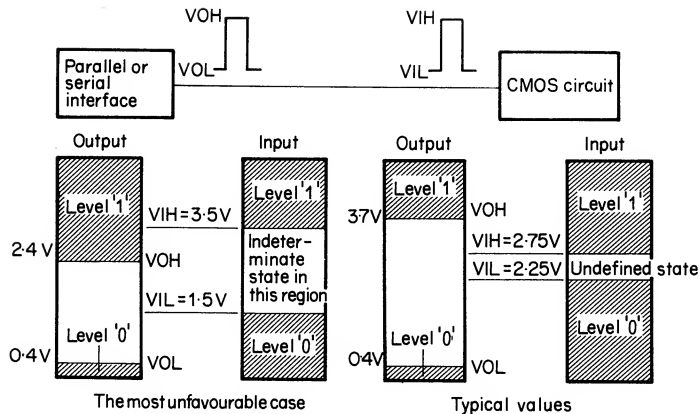 VOH
VOL
VIH
VIL
Parallel or
serial
interface
CMOS circuit
Output
Input
Output
Input
Level '1'
2·4V
VOH
Level '0'
0·4V
VOL
VIH=3·5V
VIL=1·5V
Level '1'
Indeter-
minate
state in
this region
Level '0'
Level '1'
3·7V
VOH
Level '0'
0·4V
VOL
VIH=2·75V
VIL=2·25V
Level '1'
Undefined state
Level '0'
The most unfavourable case
Typical values